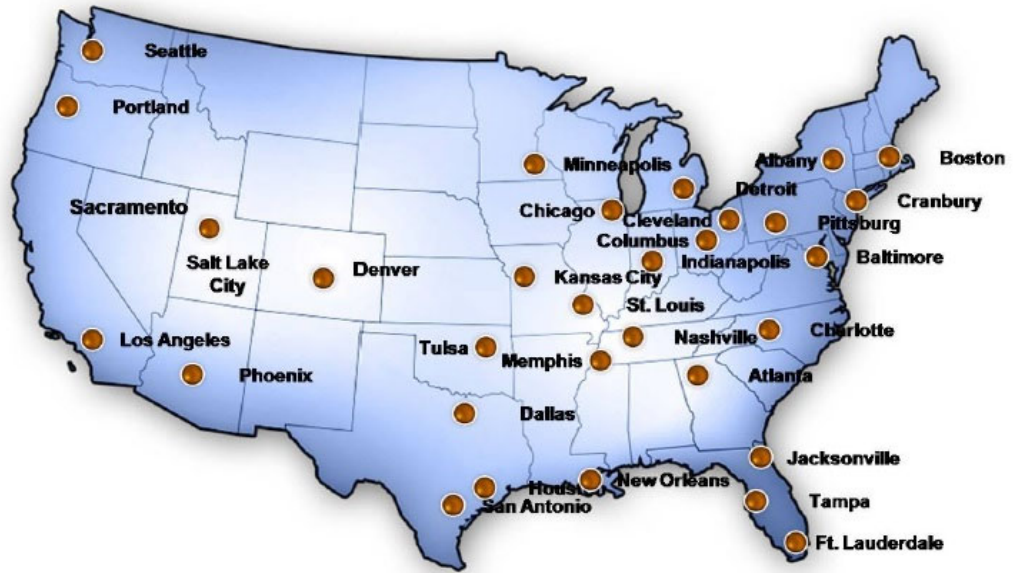 Seattle
Portland
Minneapolis
Albany
Boston
Detroit
Cranbury
Sacramento
Chicago
Cleveland
Pittsburg
Columbus
Baltimore
Salt Lake
City
Indianapolis
Denver
Kansas City
St. Louis
Los Angeles
Charlotte
Nashville
Tulsa
Memphis
Phoenix
Atlanta
Dallas
Jacksonville
New Orleans
Houston
San Antonio
Tampa
Ft. Lauderdale